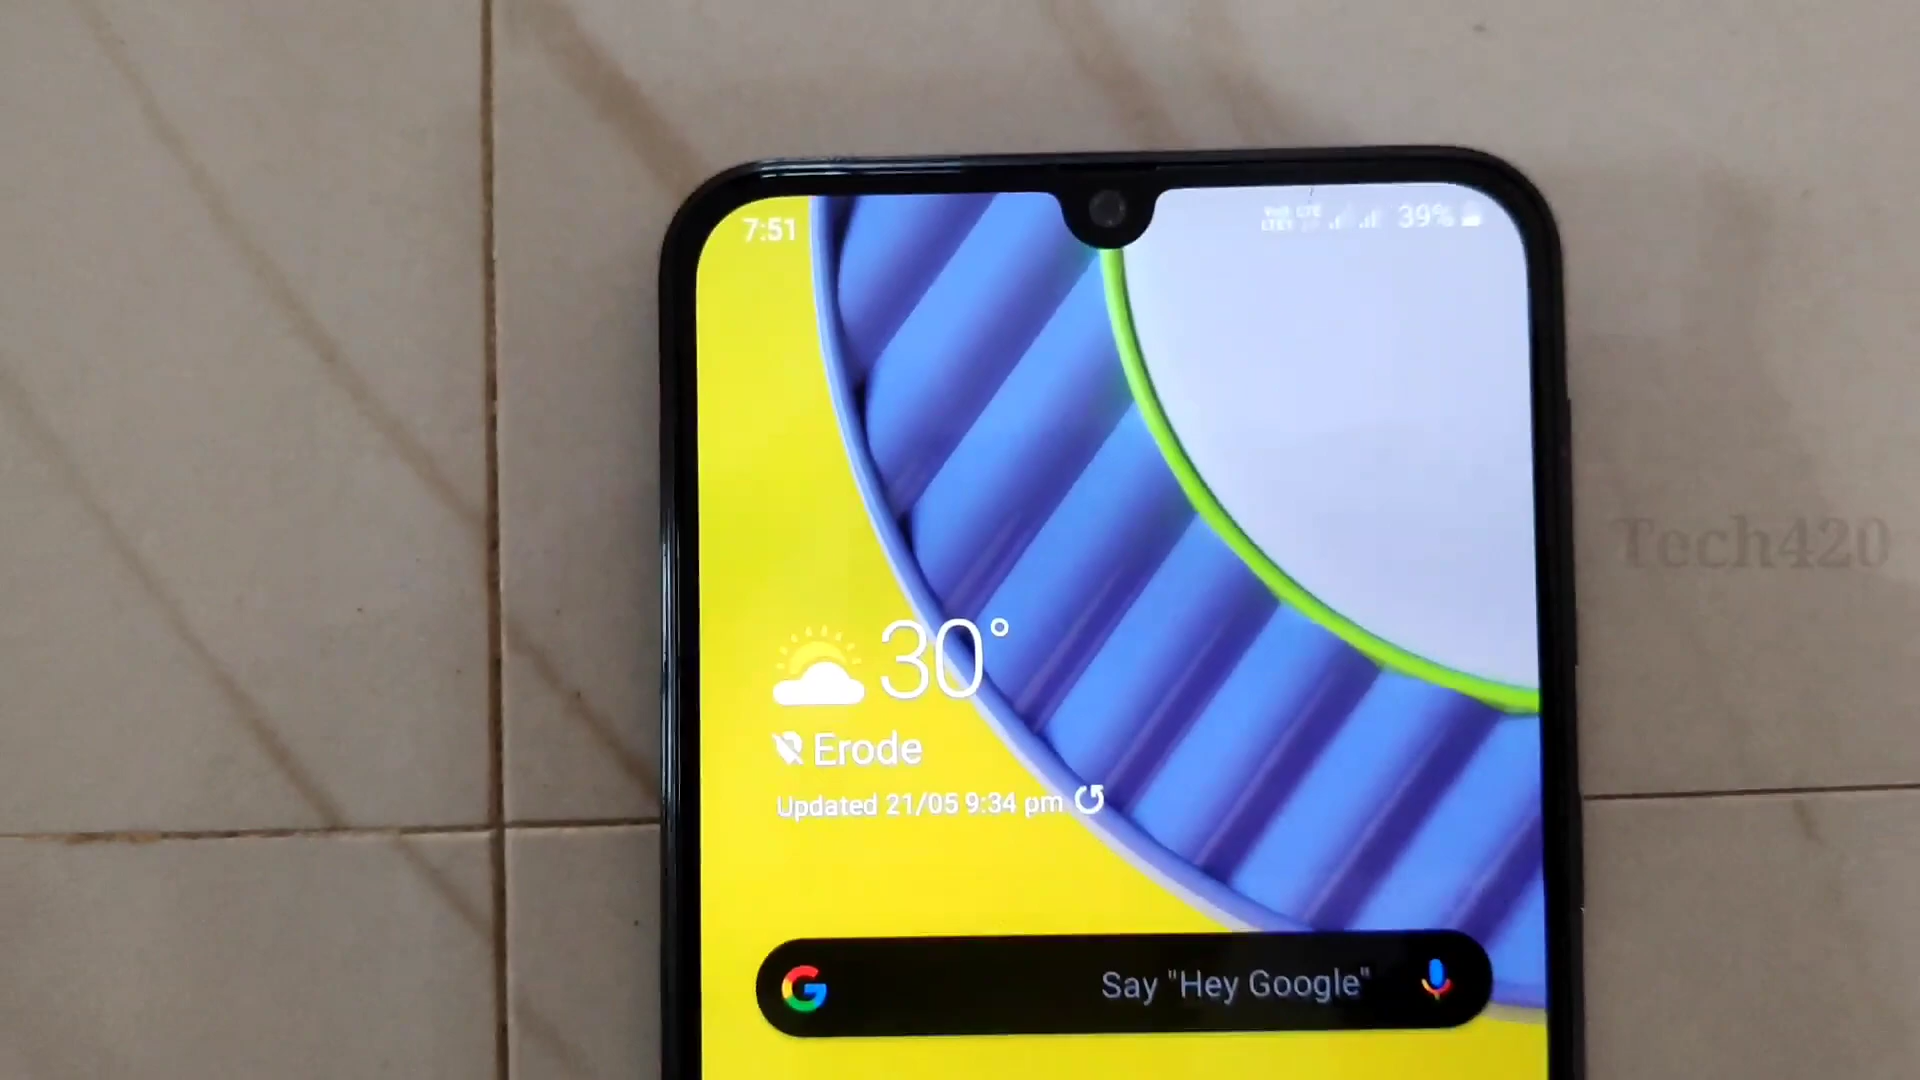 7:51
39%
Tech420
30°
Erode
Updated 21/05 9:34 pm
Say "Hey Google"